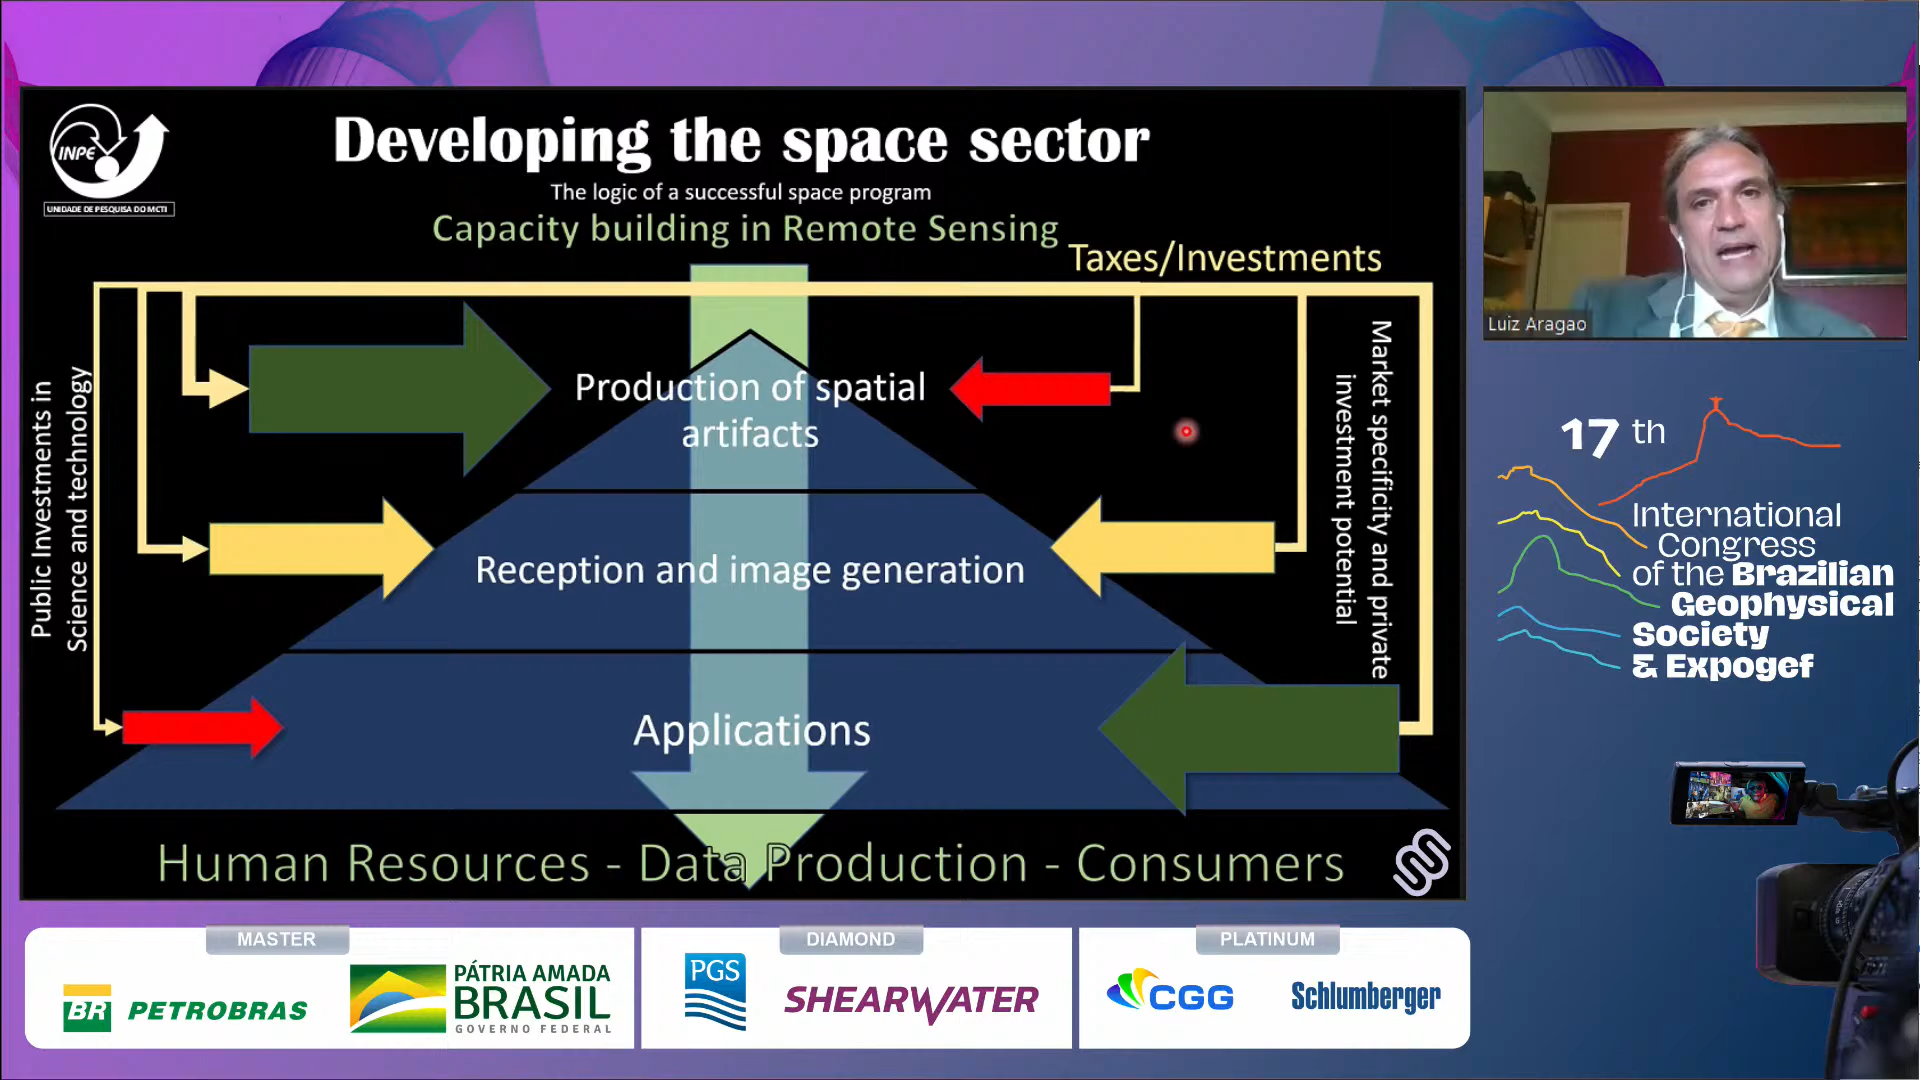 INPE
UNIDADE DE PESQUISA DO MCTI
Developing the space sector
The logic of a successful space program
Capacity building in Remote Sensing
Taxes/Investments
Public Investments in
Science and technology
Production of spatial
artifacts
Reception and image generation
Applications
Market specificity and private
investment potential
Human Resources - Data Production - Consumers
Luiz Aragao
17 th
International
Congress
of the Brazilian
Geophysical
Society
& Expogef
MASTER
BR PETROBRAS
PÁTRIA AMADA
BRASIL
GOVERNO FEDERAL
DIAMOND
PGS
SHEARWATER
PLATINUM
CGG
Schlumberger